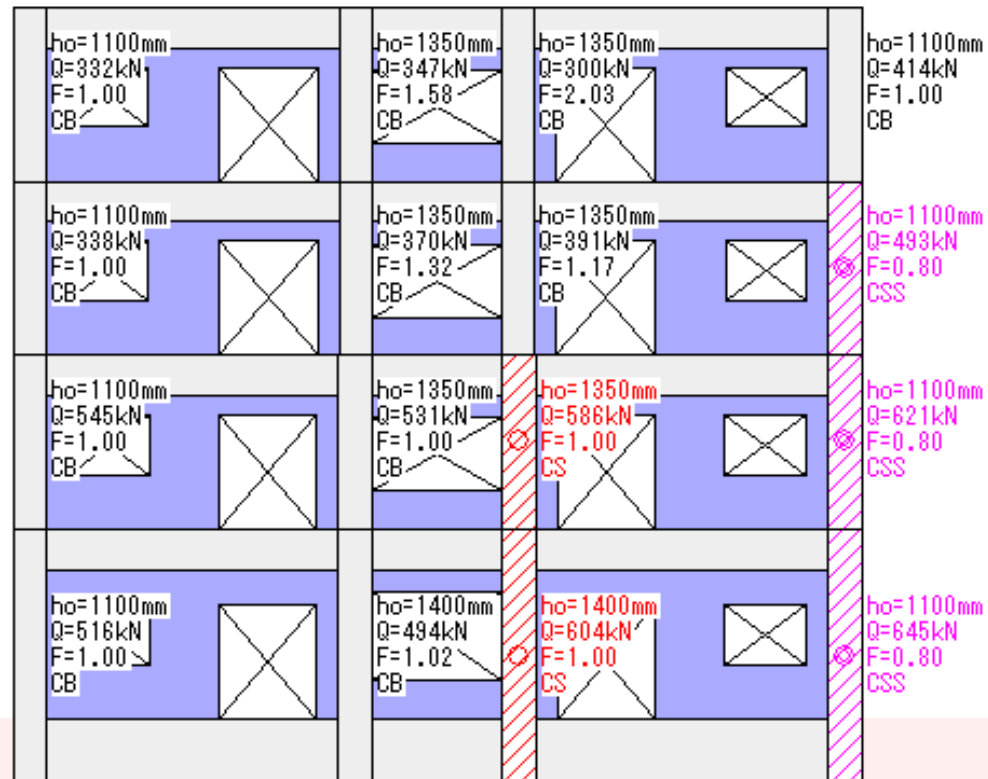 ho=1100mm
Q=332kN
F=1.00
CB
ho=1350mm
Q=347kN
F=1.58
CB
ho=1350mm
Q=300kN
F=2.03
CB
ho=1100mm
Q=414kN
F=1.00
CB
ho=1100mm
Q=338kN
F=1.00
CB
ho=1350mm
Q=370kN
F=1.32
CB
ho=1350mm
Q=391kN
F=1.17
CB
ho=1100mm
Q=493kN
F=0.80
CSS
ho=1100mm
Q=545kN
F=1.00
CB
ho=1350mm
Q=531kN
F=1.00
CB
ho=1350mm
Q=586kN
F=1.00
CS
ho=1100mm
Q=621kN
F=0.80
CSS
ho=1100mm
Q=516kN
F=1.00
CB
ho=1400mm
Q=494kN
F=1.02
CB
ho=1400mm
Q=604kN
F=1.00
CS
ho=1100mm
Q=645kN
F=0.80
CSS